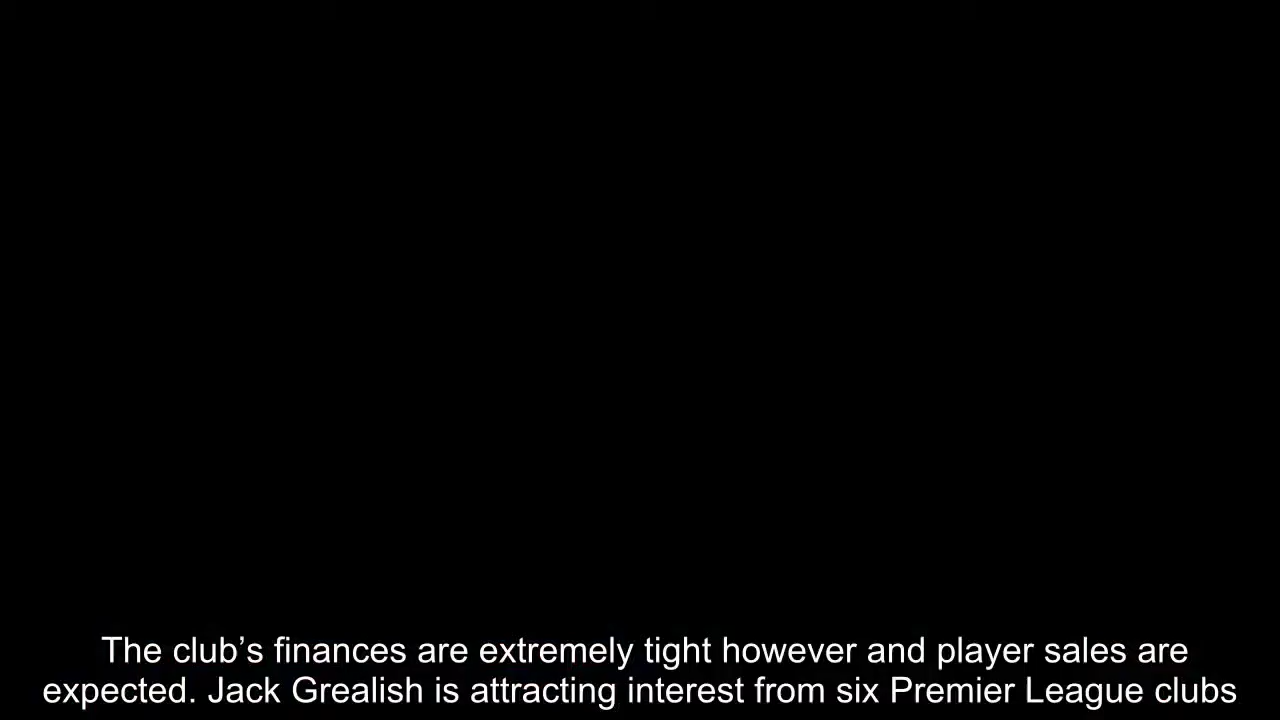 The club’s finances are extremely tight however and player sales are
expected. Jack Grealish is attracting interest from six Premier League clubs